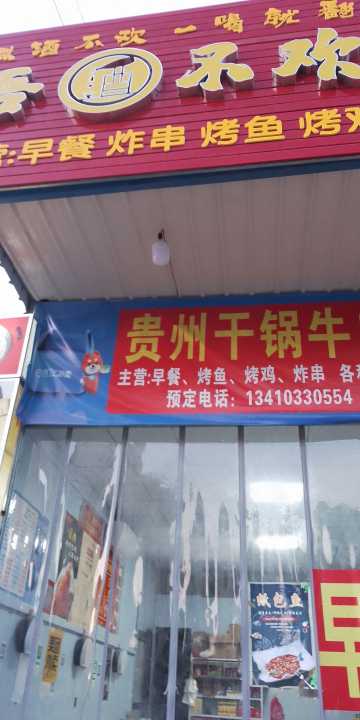 酒不欢一喝就
不欢
:早餐 炸串 烤鱼 烤鸡
贵州干锅牛
主营:早餐、烤鱼、烤鸡、炸串 各
预定电话: 13410330554
纸包鱼
早